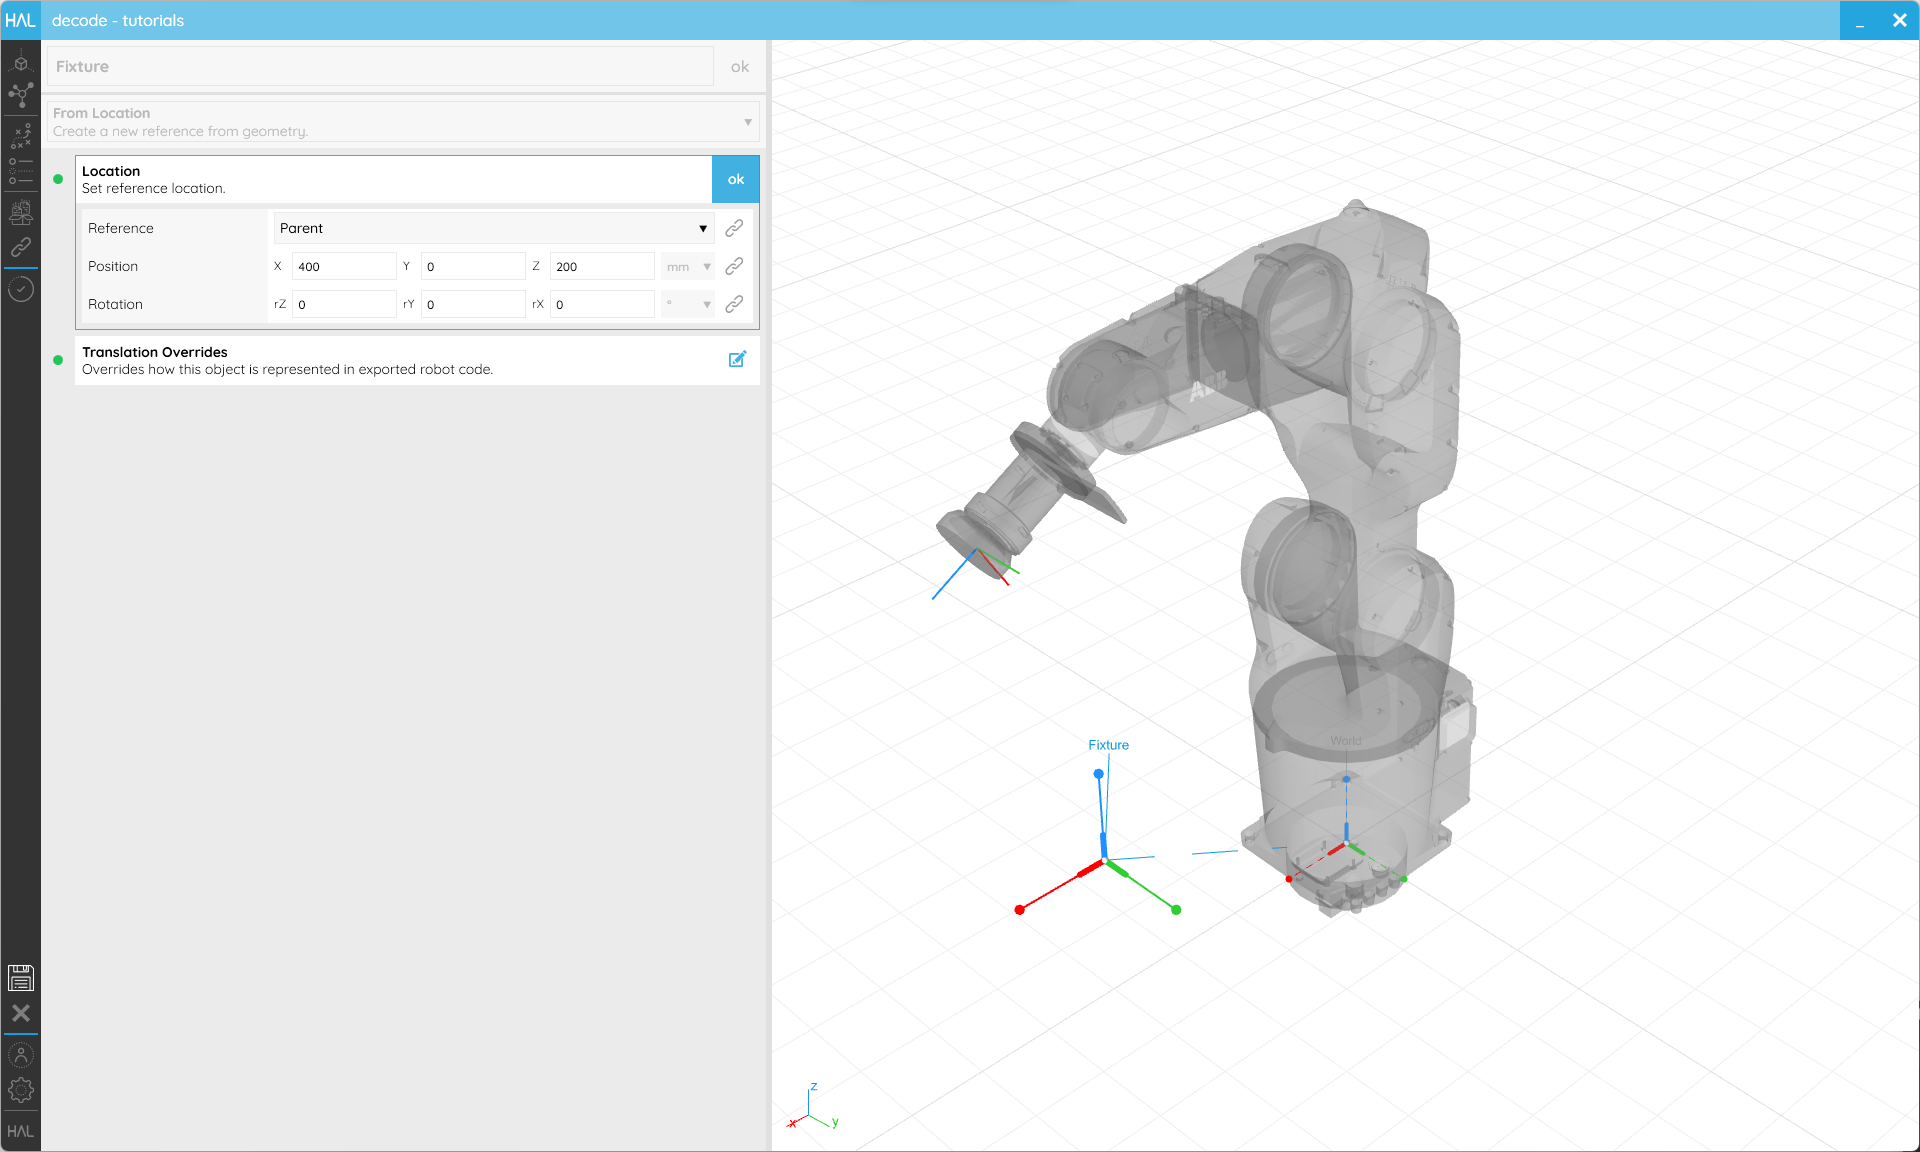 HAL decode - tutorials
Fixture ok
From Location
Create a new reference from geometry.
Location
Set reference location.
ok
Reference Parent
Position X 400 Y 0 Z 200 mm
Rotation rZ 0 rY 0 rX 0 °
Translation Overrides
Overrides how this object is represented in exported robot code.
ABB
Fixture
World
z
x
y
HAL